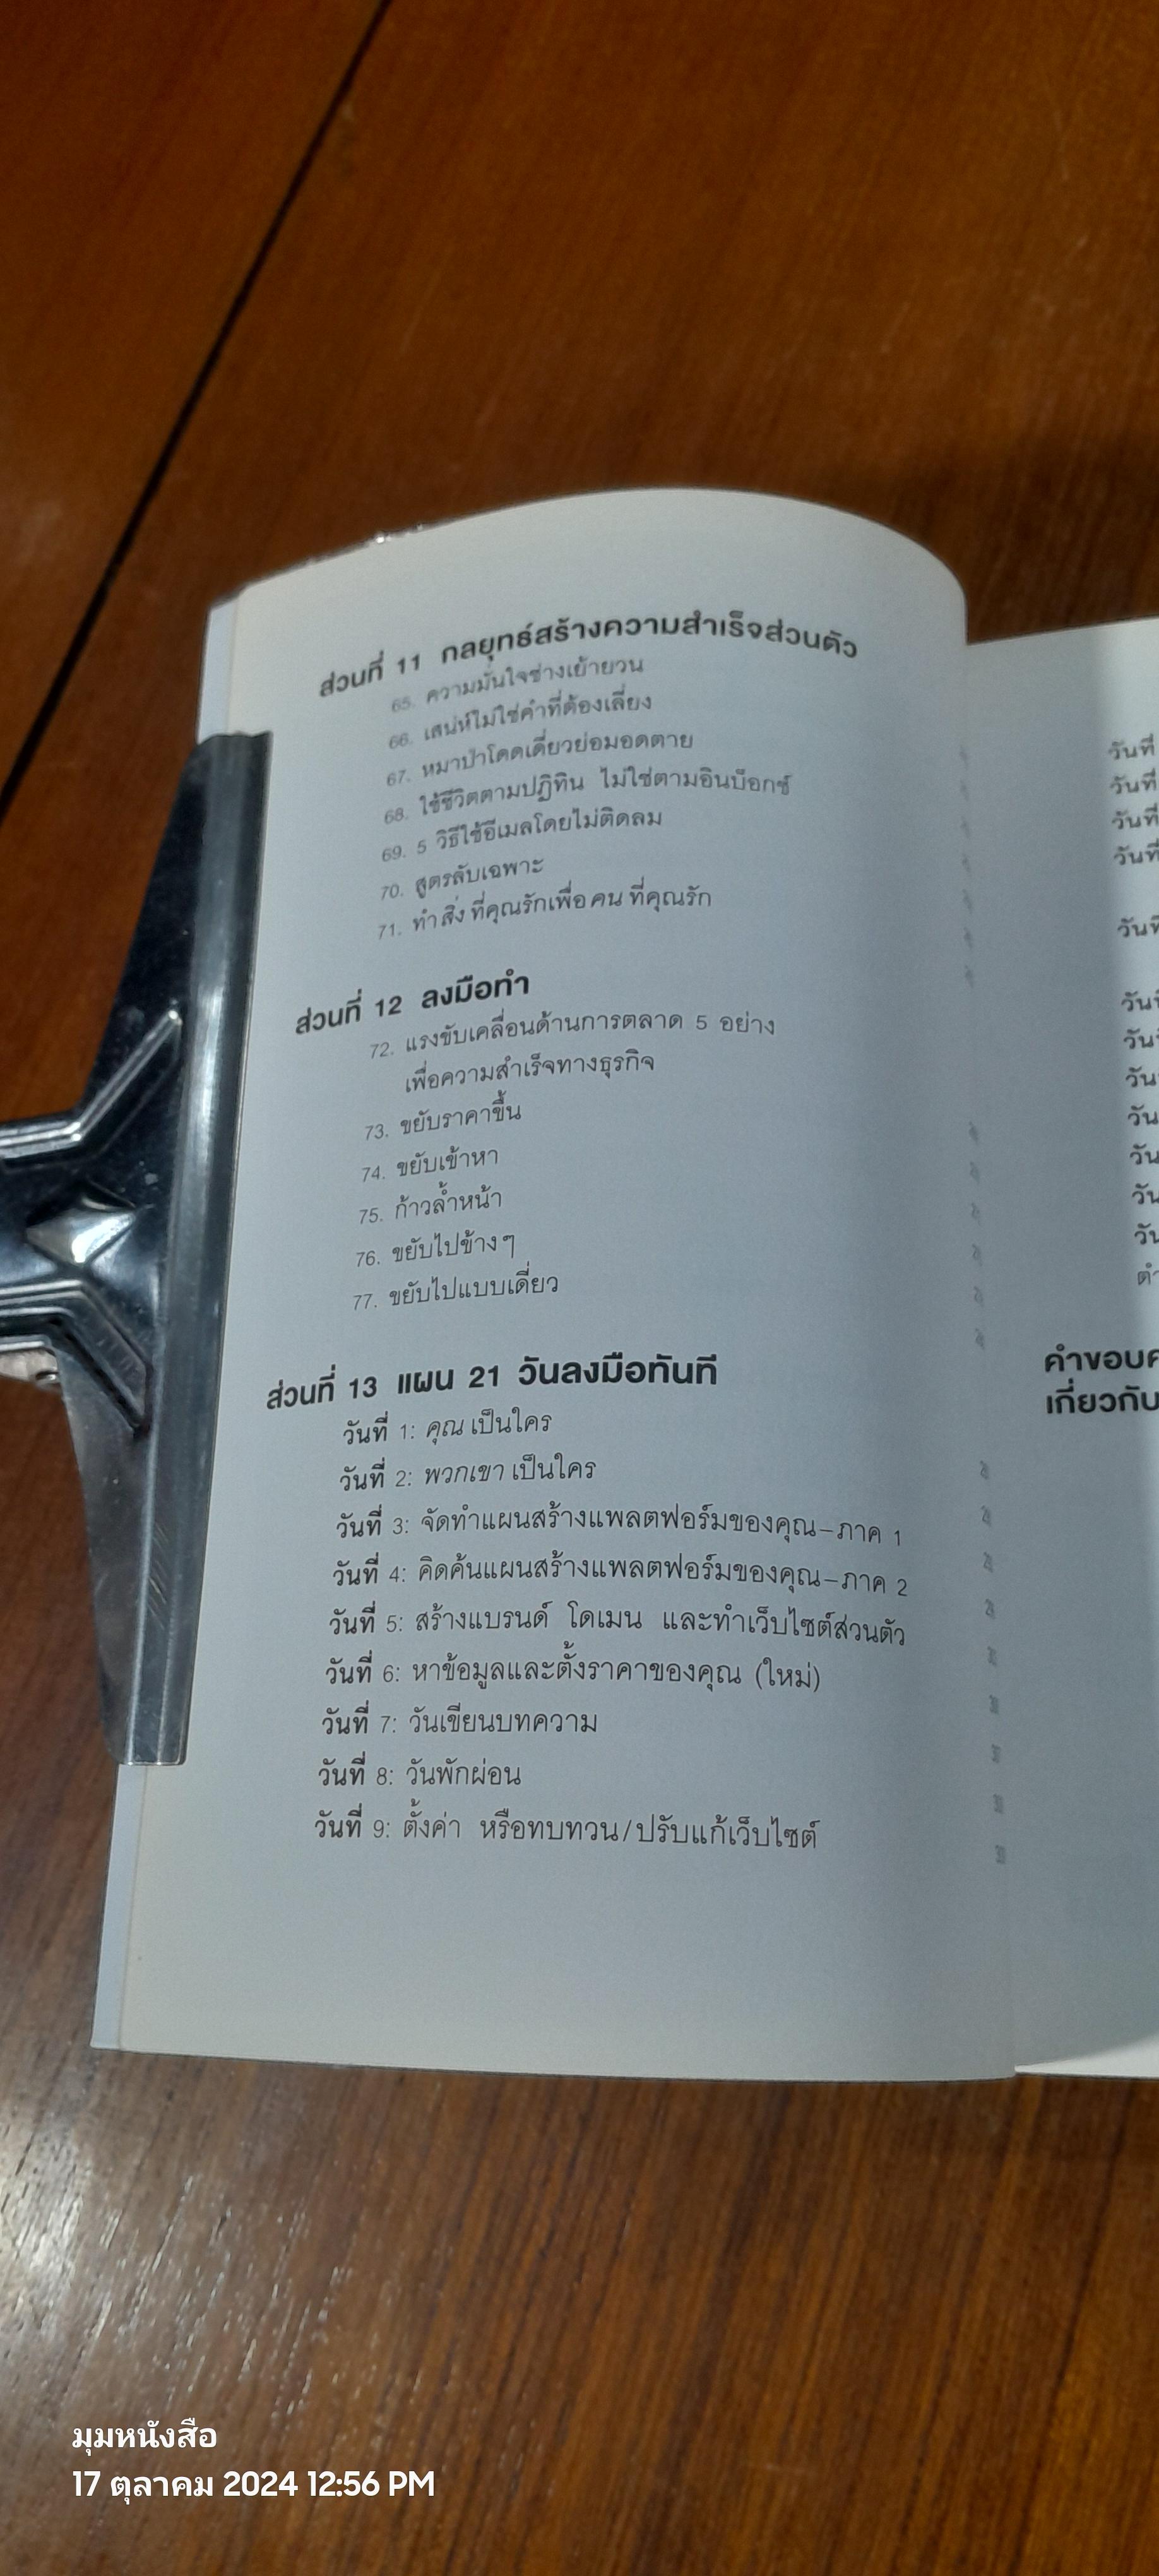 ส่วนที่ 11 กลยุทธ์สร้างความสำเร็จส่วนตัว
65. ความมั่นใจช่างเย้ายวน
66. เสน่ห์ไม่ใช่คำที่ต้องเลี่ยง
67. หมาป่าโดดเดี่ยวย่อมอดตาย
68. ใช้ชีวิตตามปฏิทิน ไม่ใช่ตามอินบ็อกซ์
69. 5 วิธีใช้อีเมลโดยไม่ติดลม
70. สูตรลับเฉพาะ
71. ทำ สิ่ง ที่คุณรักเพื่อ คน ที่คุณรัก
ส่วนที่ 12 ลงมือทำ
72. แรงขับเคลื่อนด้านการตลาด 5 อย่าง
เพื่อความสำเร็จทางธุรกิจ
73. ขยับราคาขึ้น
74. ขยับเข้าหา
75. ก้าวล้ำหน้า
76. ขยับไปข้างๆ
77. ขยับไปแบบเดี่ยว
ส่วนที่ 13 แผน 21 วันลงมือทันที
วันที่ 1: คุณ เป็นใคร
วันที่ 2: พวกเขา เป็นใคร
วันที่ 3: จัดทำแผนสร้างแพลตฟอร์มของคุณ–ภาค 1
วันที่ 4: คิดค้นแผนสร้างแพลตฟอร์มของคุณ–ภาค 2
วันที่ 5: สร้างแบรนด์ โดเมน และทำเว็บไซต์ส่วนตัว
วันที่ 6: หาข้อมูลและตั้งราคาของคุณ (ใหม่)
วันที่ 7: วันเขียนบทความ
วันที่ 8: วันพักผ่อน
วันที่ 9: ตั้งค่า หรือทบทวน/ปรับแก้เว็บไซต์
วันที่
วันที่
วันที่
วันที่
เกี่ยวกับ
มุมหนังสือ
17 ตุลาคม 2024 12:56 PM